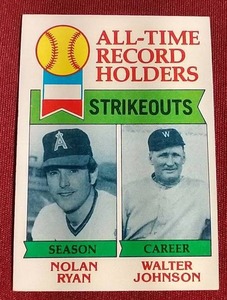 ALL-TIME
RECORD
HOLDERS
STRIKEOUTS
A
W
SEASON
CAREER
NOLAN
RYAN
WALTER
JOHNSON